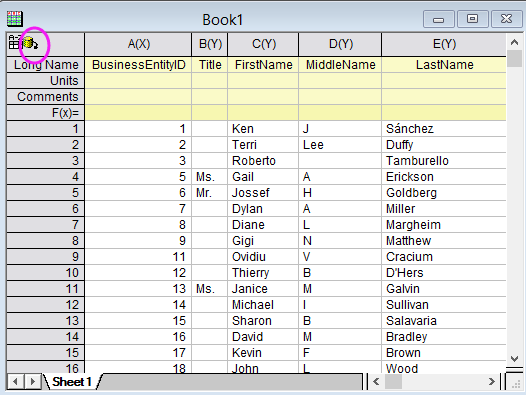 Book1
A(X) B(Y) C(Y) D(Y) E(Y)
Long Name BusinessEntityID Title FirstName MiddleName LastName
Units
Comments
F(x)=
1 1 Ken J Sánchez
2 2 Terri Lee Duffy
3 3 Roberto Tamburello
4 5 Ms. Gail A Erickson
5 6 Mr. Jossef H Goldberg
6 7 Dylan A Miller
7 8 Diane L Margheim
8 9 Gigi N Matthew
9 11 Ovidiu V Cracium
10 12 Thierry B D'Hers
11 13 Ms. Janice M Galvin
12 14 Michael I Sullivan
13 15 Sharon B Salavaria
14 16 David M Bradley
15 17 Kevin F Brown
16 18 John L Wood
Sheet1